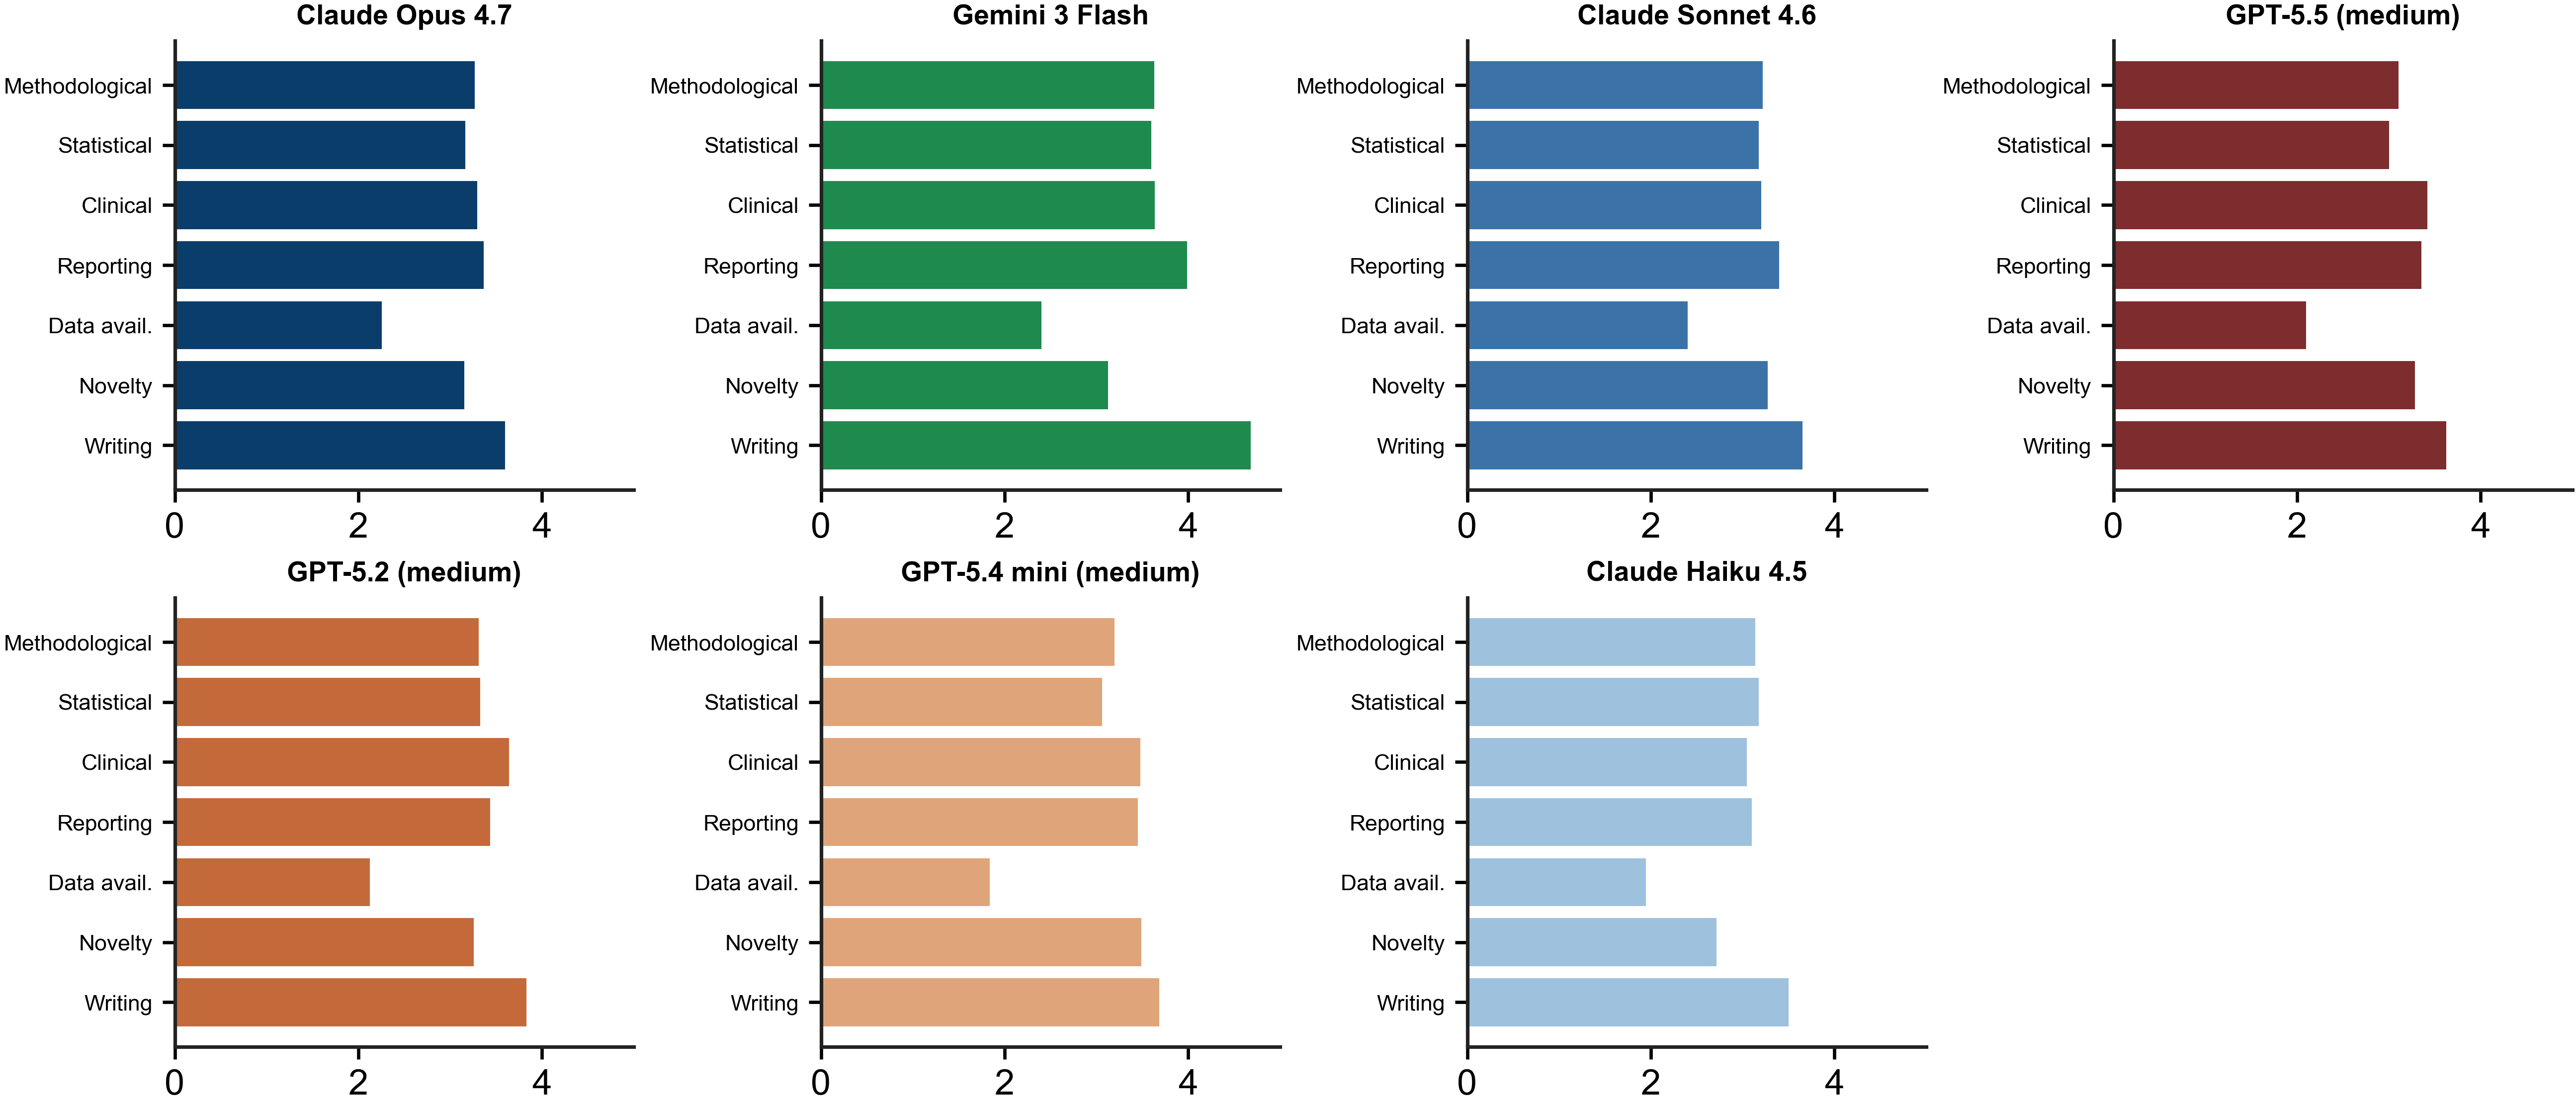 Claude Opus 4.7
Methodological
Statistical
Clinical
Reporting
Data avail.
Novelty
Writing
0 2 4
Gemini 3 Flash
Methodological
Statistical
Clinical
Reporting
Data avail.
Novelty
Writing
0 2 4
Claude Sonnet 4.6
Methodological
Statistical
Clinical
Reporting
Data avail.
Novelty
Writing
0 2 4
GPT-5.5 (medium)
Methodological
Statistical
Clinical
Reporting
Data avail.
Novelty
Writing
0 2 4
GPT-5.2 (medium)
Methodological
Statistical
Clinical
Reporting
Data avail.
Novelty
Writing
0 2 4
GPT-5.4 mini (medium)
Methodological
Statistical
Clinical
Reporting
Data avail.
Novelty
Writing
0 2 4
Claude Haiku 4.5
Methodological
Statistical
Clinical
Reporting
Data avail.
Novelty
Writing
0 2 4